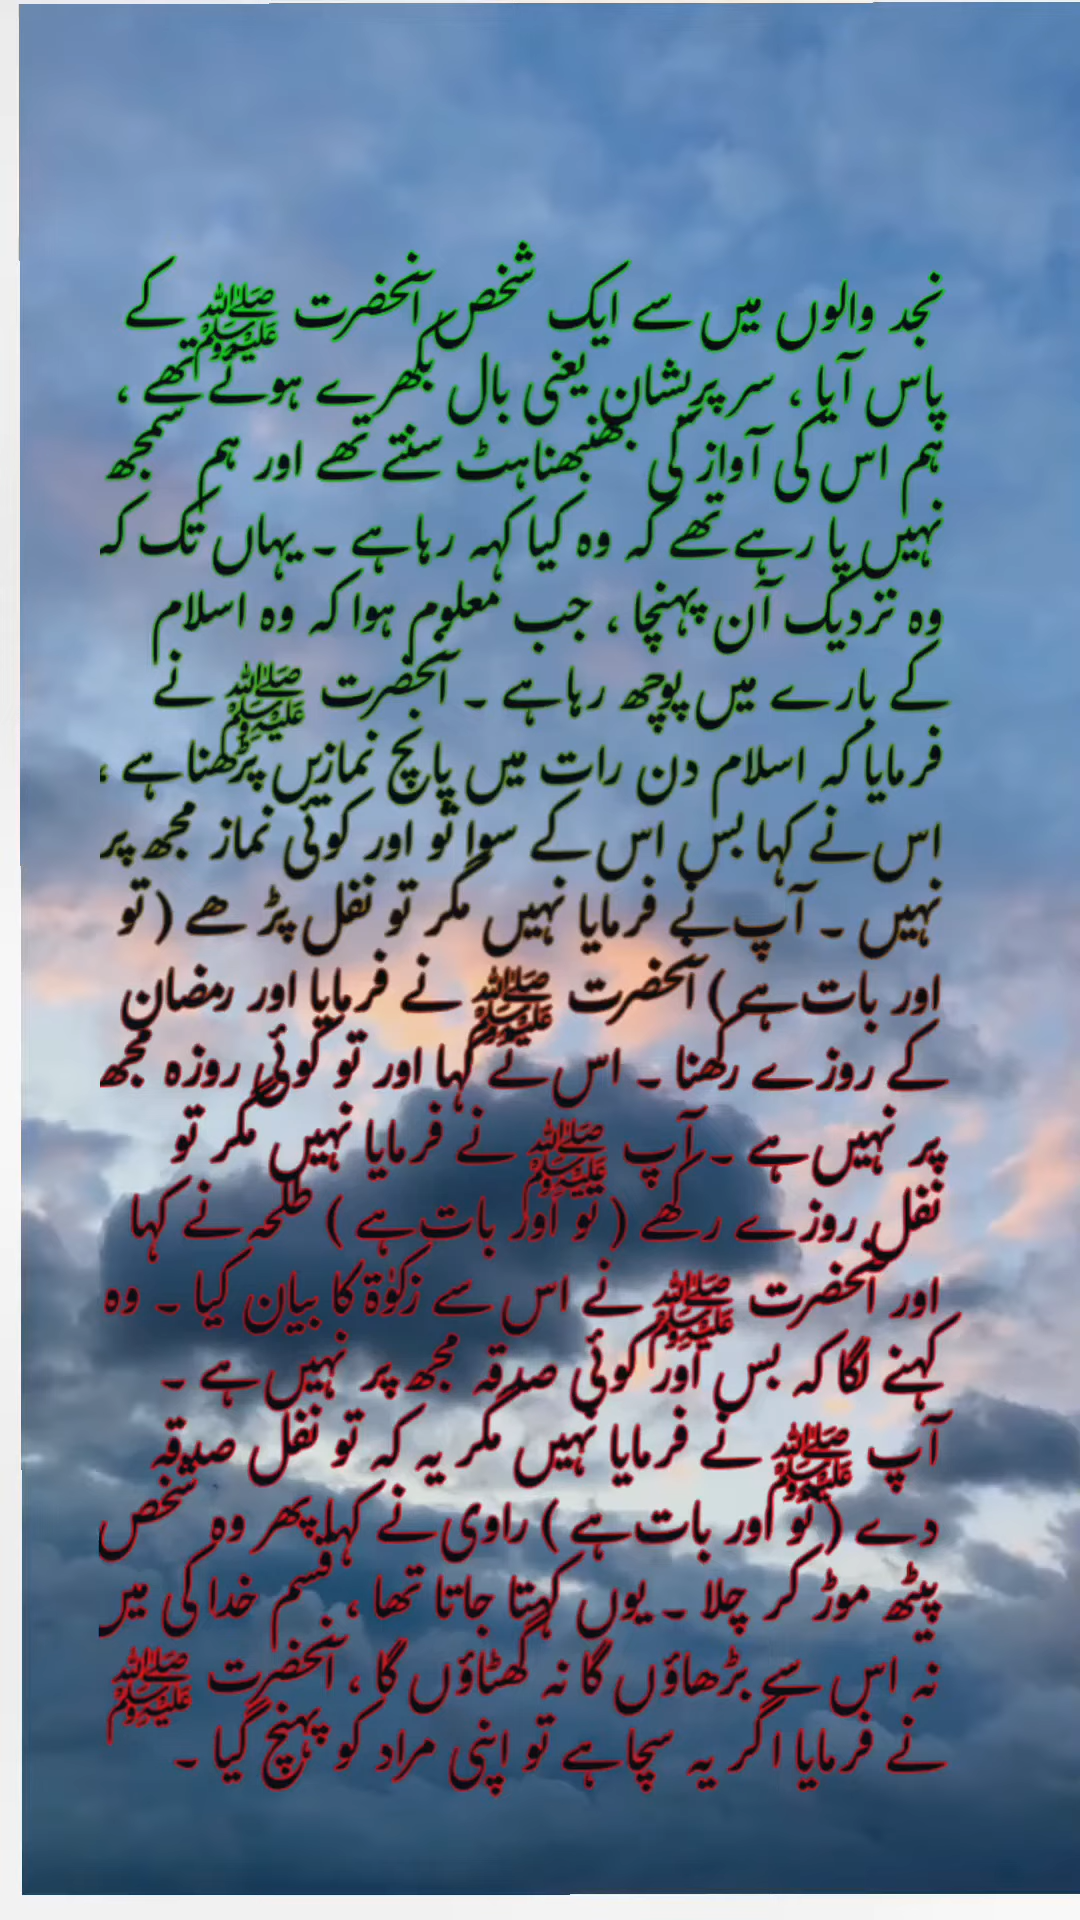 نجد والوں میں سے ایک شخص آنحضرت ﷺ کے
پاس آیا ، سر پریشان یعنی بال بکھرے ہوئے تھے ،
ہم اس کی آواز کی بھنبھناہٹ سنتے تھے اور ہم سمجھ
نہیں پا رہے تھے کہ وہ کیا کہہ رہا ہے ۔ یہاں تک کہ
وہ نزدیک آن پہنچا ، جب معلوم ہوا کہ وہ اسلام
کے بارے میں پوچھ رہا ہے ۔ آنحضرت ﷺ نے
فرمایا کہ اسلام دن رات میں پانچ نمازیں پڑھنا ہے ،
اس نے کہا بس اس کے سوا تو اور کوئی نماز مجھ پر
نہیں ۔ آپ نے فرمایا نہیں مگر تو نفل پڑھے ( تو
اور بات ہے ) آنحضرت ﷺ نے فرمایا اور رمضان
کے روزے رکھنا ۔ اس نے کہا اور تو کوئی روزہ مجھ
پر نہیں ہے ۔ آپ ﷺ نے فرمایا نہیں مگر تو
نفل روزے رکھے ( تو اور بات ہے ) طلحہ نے کہا
اور آنحضرت ﷺ نے اس سے زکوٰۃ کا بیان کیا ۔ وہ
کہنے لگا کہ بس اور کوئی صدقہ مجھ پر نہیں ہے ۔
آپ ﷺ نے فرمایا نہیں مگر یہ کہ تو نفل صدقہ
دے ( تو اور بات ہے ) راوی نے کہا پھر وہ شخص
پیٹھ موڑ کر چلا ۔ یوں کہتا جاتا تھا ، قسم خدا کی میں
نہ اس سے بڑھاؤں گا نہ گھٹاؤں گا ، آنحضرت ﷺ
نے فرمایا اگر یہ سچا ہے تو اپنی مراد کو پہنچ گیا ۔